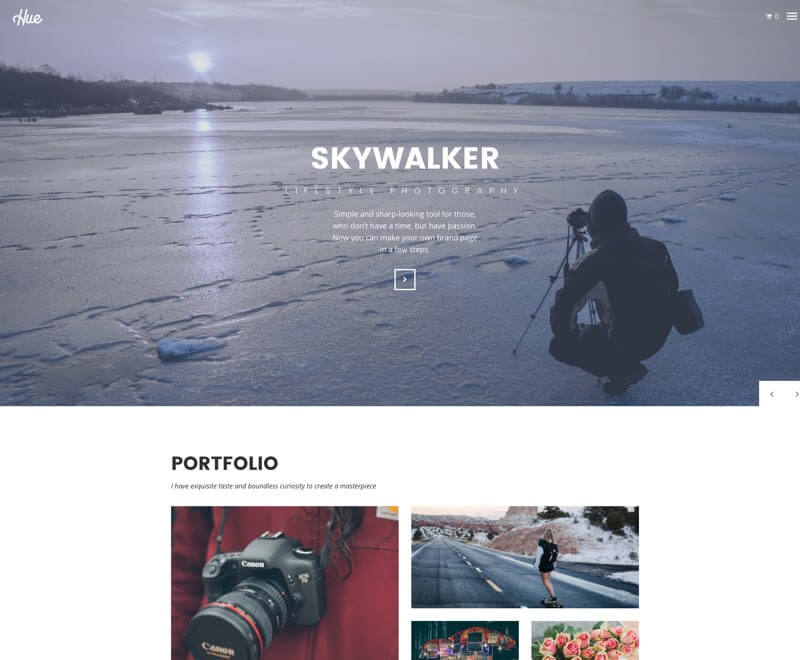 Hue
0
SKYWALKER
LIFESTYLE PHOTOGRAPHY
Simple and sharp-looking tool for those,
who don't have a time, but have passion.
Now you can make your own brand page
in a few steps.
PORTFOLIO
I have exquisite taste and boundless curiosity to create a masterpiece
Canon
EOS
7D
Canon